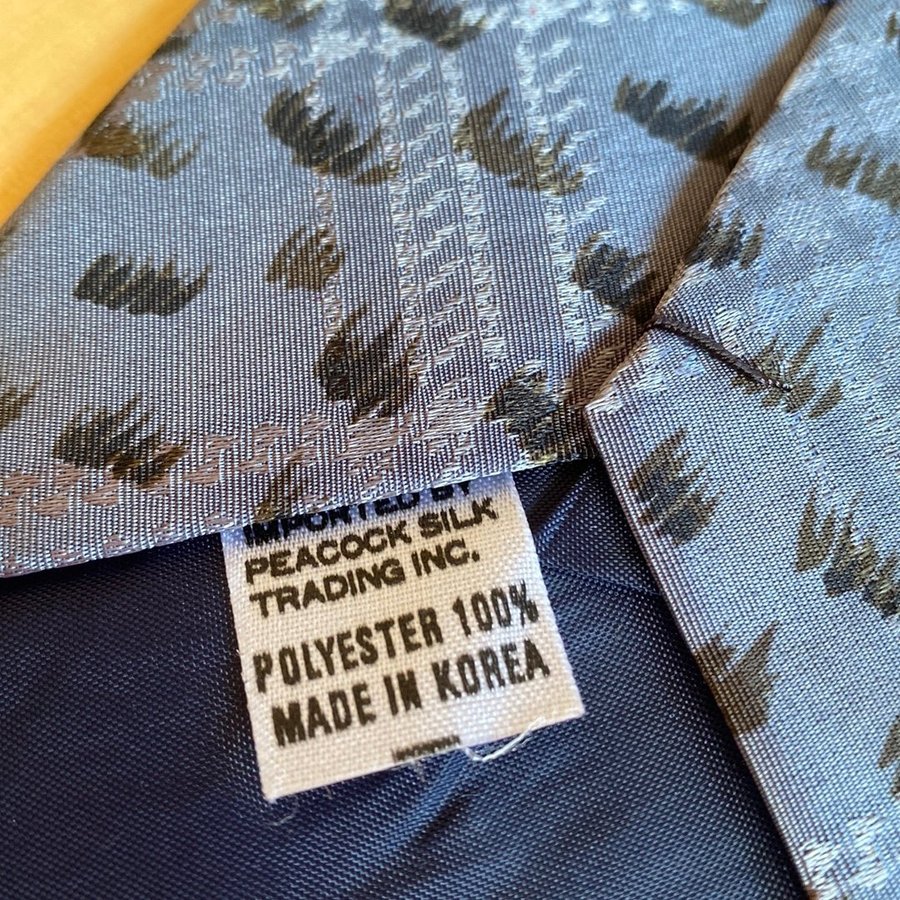 IMPORTED BY
PEACOCK SILK
TRADING INC.
POLYESTER 100%
MADE IN KOREA